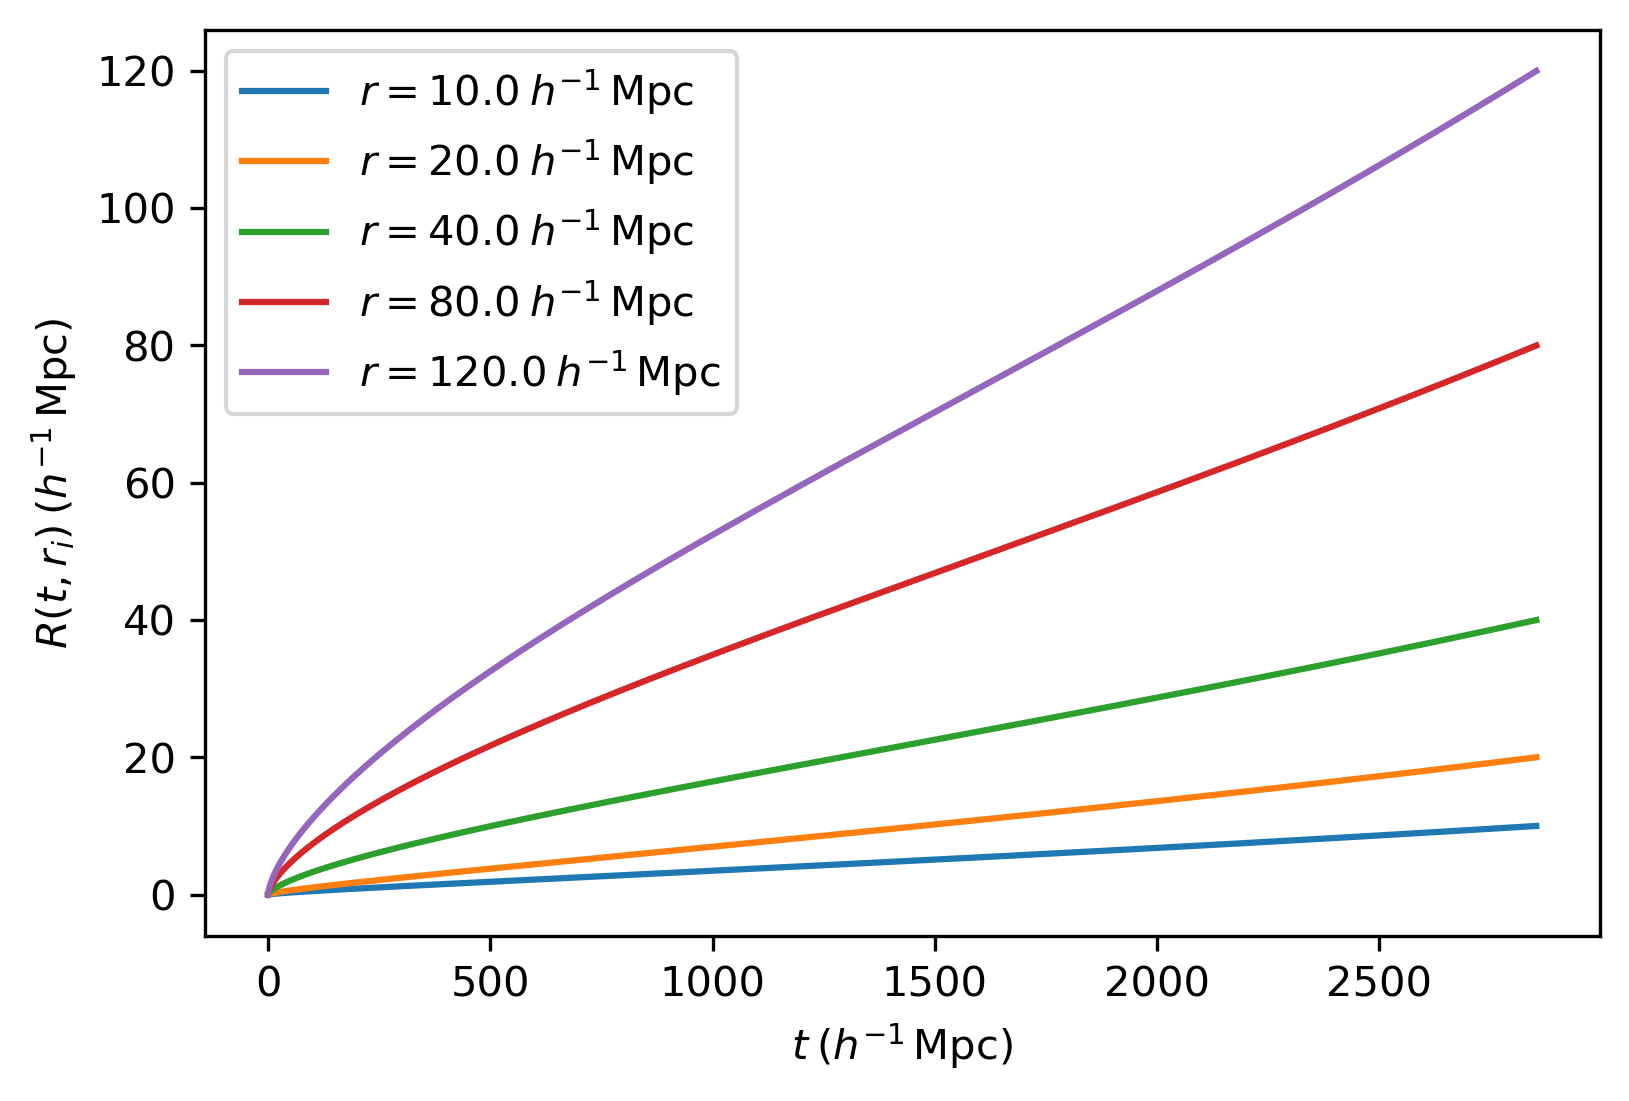 120
100
80
60
40
20
0
R(t, rᵢ) (h⁻¹ Mpc)
r = 10.0 h⁻¹ Mpc
r = 20.0 h⁻¹ Mpc
r = 40.0 h⁻¹ Mpc
r = 80.0 h⁻¹ Mpc
r = 120.0 h⁻¹ Mpc
0 500 1000 1500 2000 2500
t (h⁻¹ Mpc)